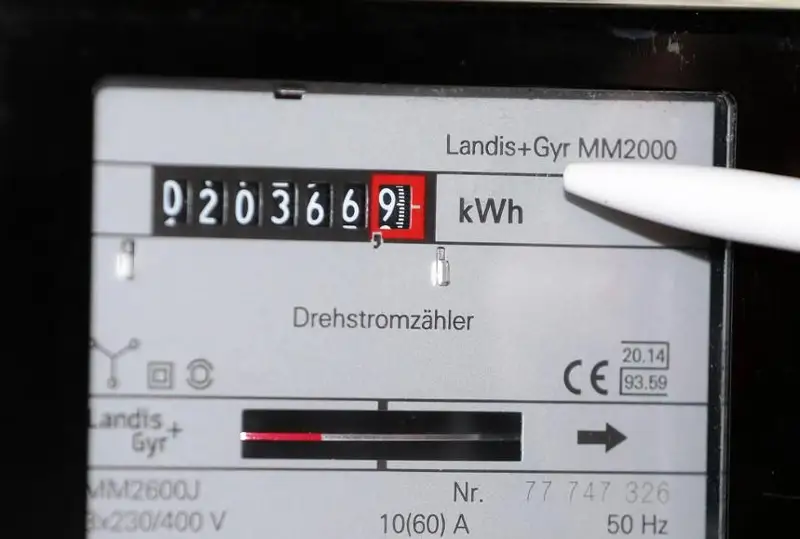 Landis+Gyr MM2000
0203669 kWh
,
Drehstromzähler
CE 20.14
93.59
Landis+
Gyr
MM2600J
Nr. 77 747 326
3x230/400 V 10(60) A 50 Hz